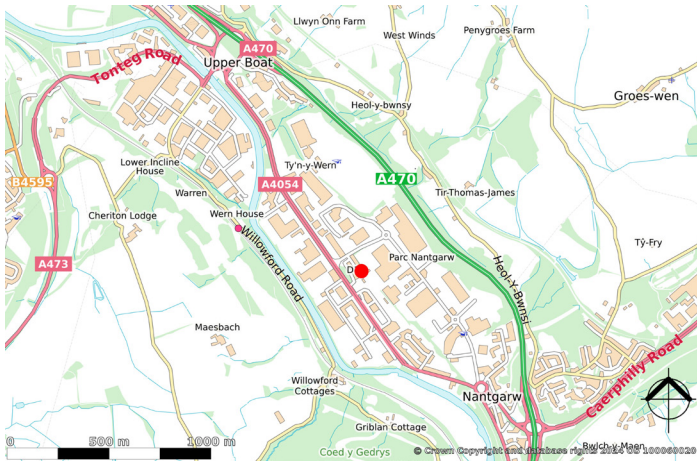 Llwyn Onn Farm
West Winds
Penygroes Farm
A470
Upper Boat
Tonteg Road
Groes-wen
Heol-y-bwnsy
Lower Incline
House
Ty'n-y-Wern
A470
B4595
A4054
Warren
Tir-Thomas-James
Cheriton Lodge
Wern House
Willowford Road
Tŷ-Fry
A473
D
Parc Nantgarw
Heol-Y-Bwnsi
Maesbach
Willowford
Cottages
Nantgarw
Caerphilly Road
Griblan Cottage
Bwlch-y-Maen
Coed y Gedrys
0 500 m 1000 m
© Crown Copyright and database rights 2024 OS 100060020